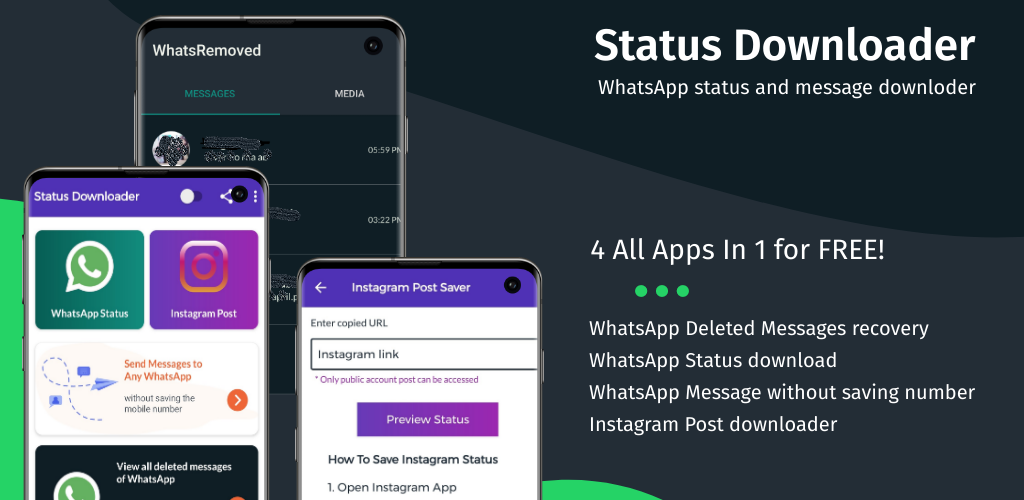 Status Downloader
WhatsApp status and message downloder
4 All Apps In 1 for FREE!
WhatsApp Deleted Messages recovery
WhatsApp Status download
WhatsApp Message without saving number
Instagram Post downloader
WhatsRemoved
MESSAGES MEDIA
05:59 PM
03:22 PM
Status Downloader
WhatsApp Status Instagram Post
Send Messages to
Any WhatsApp
without saving the
mobile number
View all deleted messages
of WhatsApp
Instagram Post Saver
Enter copied URL
Instagram link
* Only public account post can be accessed
Preview Status
How To Save Instagram Status
1. Open Instagram App